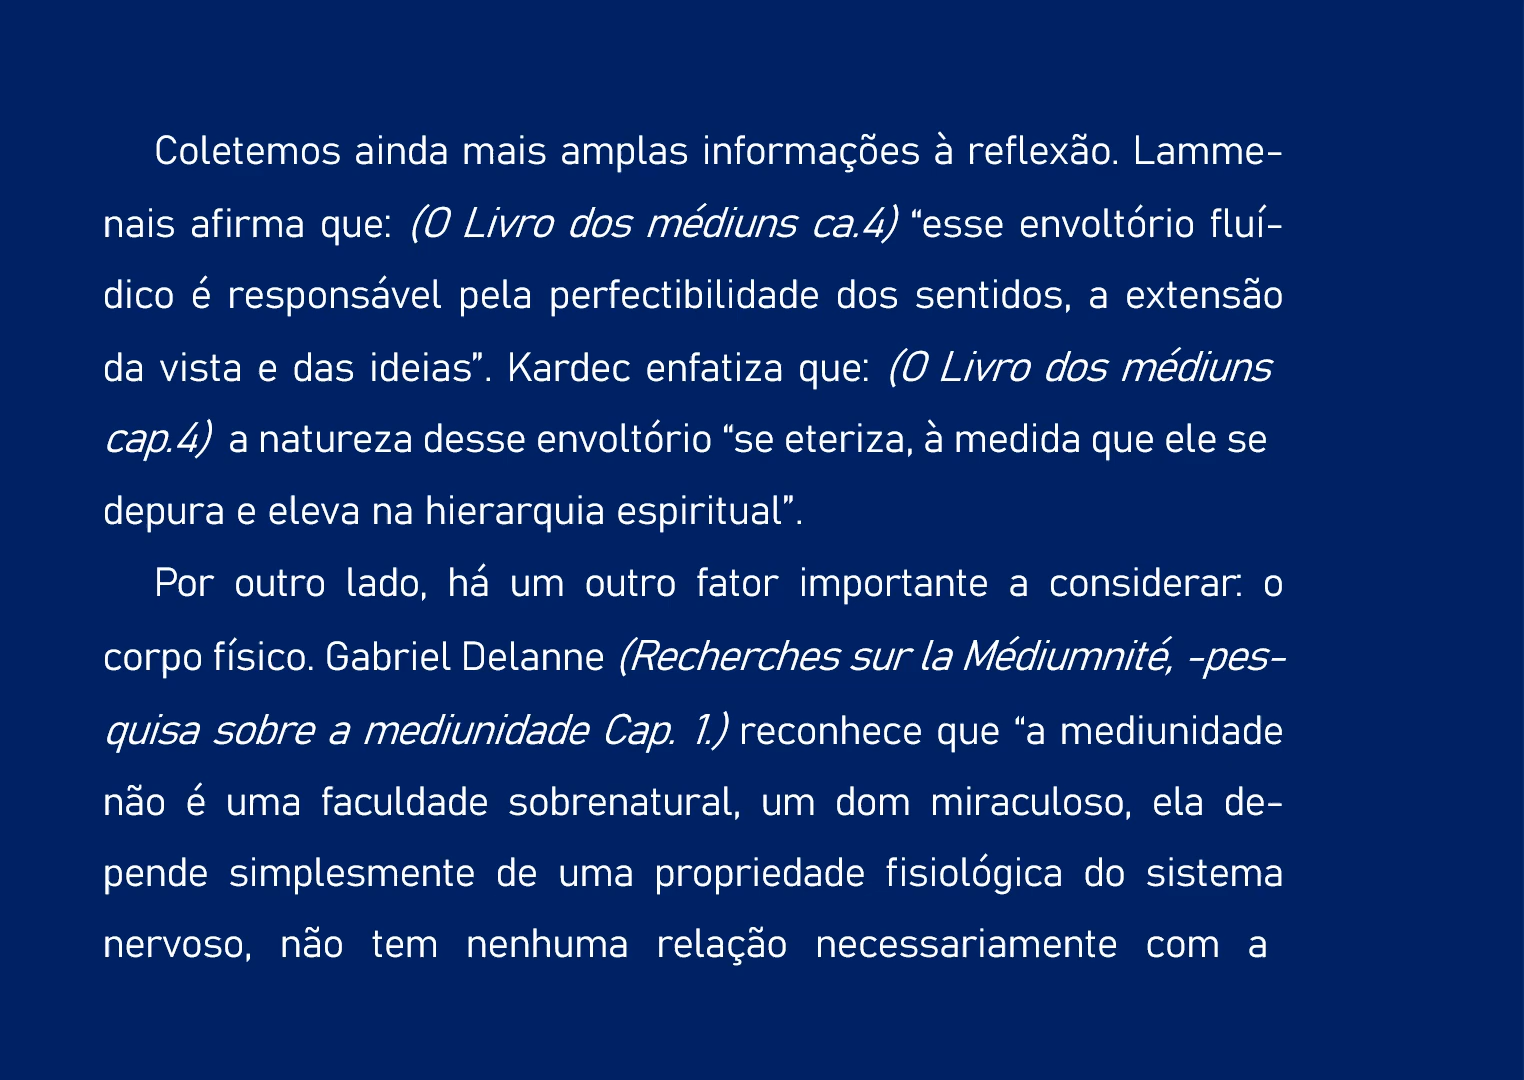 Coletemos ainda mais amplas informações à reflexão. Lamme-
nais afirma que: (O Livro dos médiuns ca.4) “esse envoltório fluí-
dico é responsável pela perfectibilidade dos sentidos, a extensão
da vista e das ideias”. Kardec enfatiza que: (O Livro dos médiuns
cap.4) a natureza desse envoltório “se eteriza, à medida que ele se
depura e eleva na hierarquia espiritual”.
Por outro lado, há um outro fator importante a considerar: o
corpo físico. Gabriel Delanne (Recherches sur la Médiumnité, -pes-
quisa sobre a mediunidade Cap. 1.) reconhece que “a mediunidade
não é uma faculdade sobrenatural, um dom miraculoso, ela de-
pende simplesmente de uma propriedade fisiológica do sistema
nervoso, não tem nenhuma relação necessariamente com a